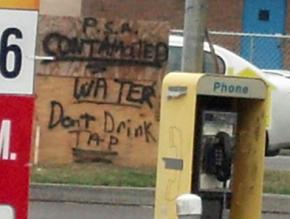 P.S.A.
CONTAMINATED
WATER
Don't Drink
TAP
Phone
6
M.